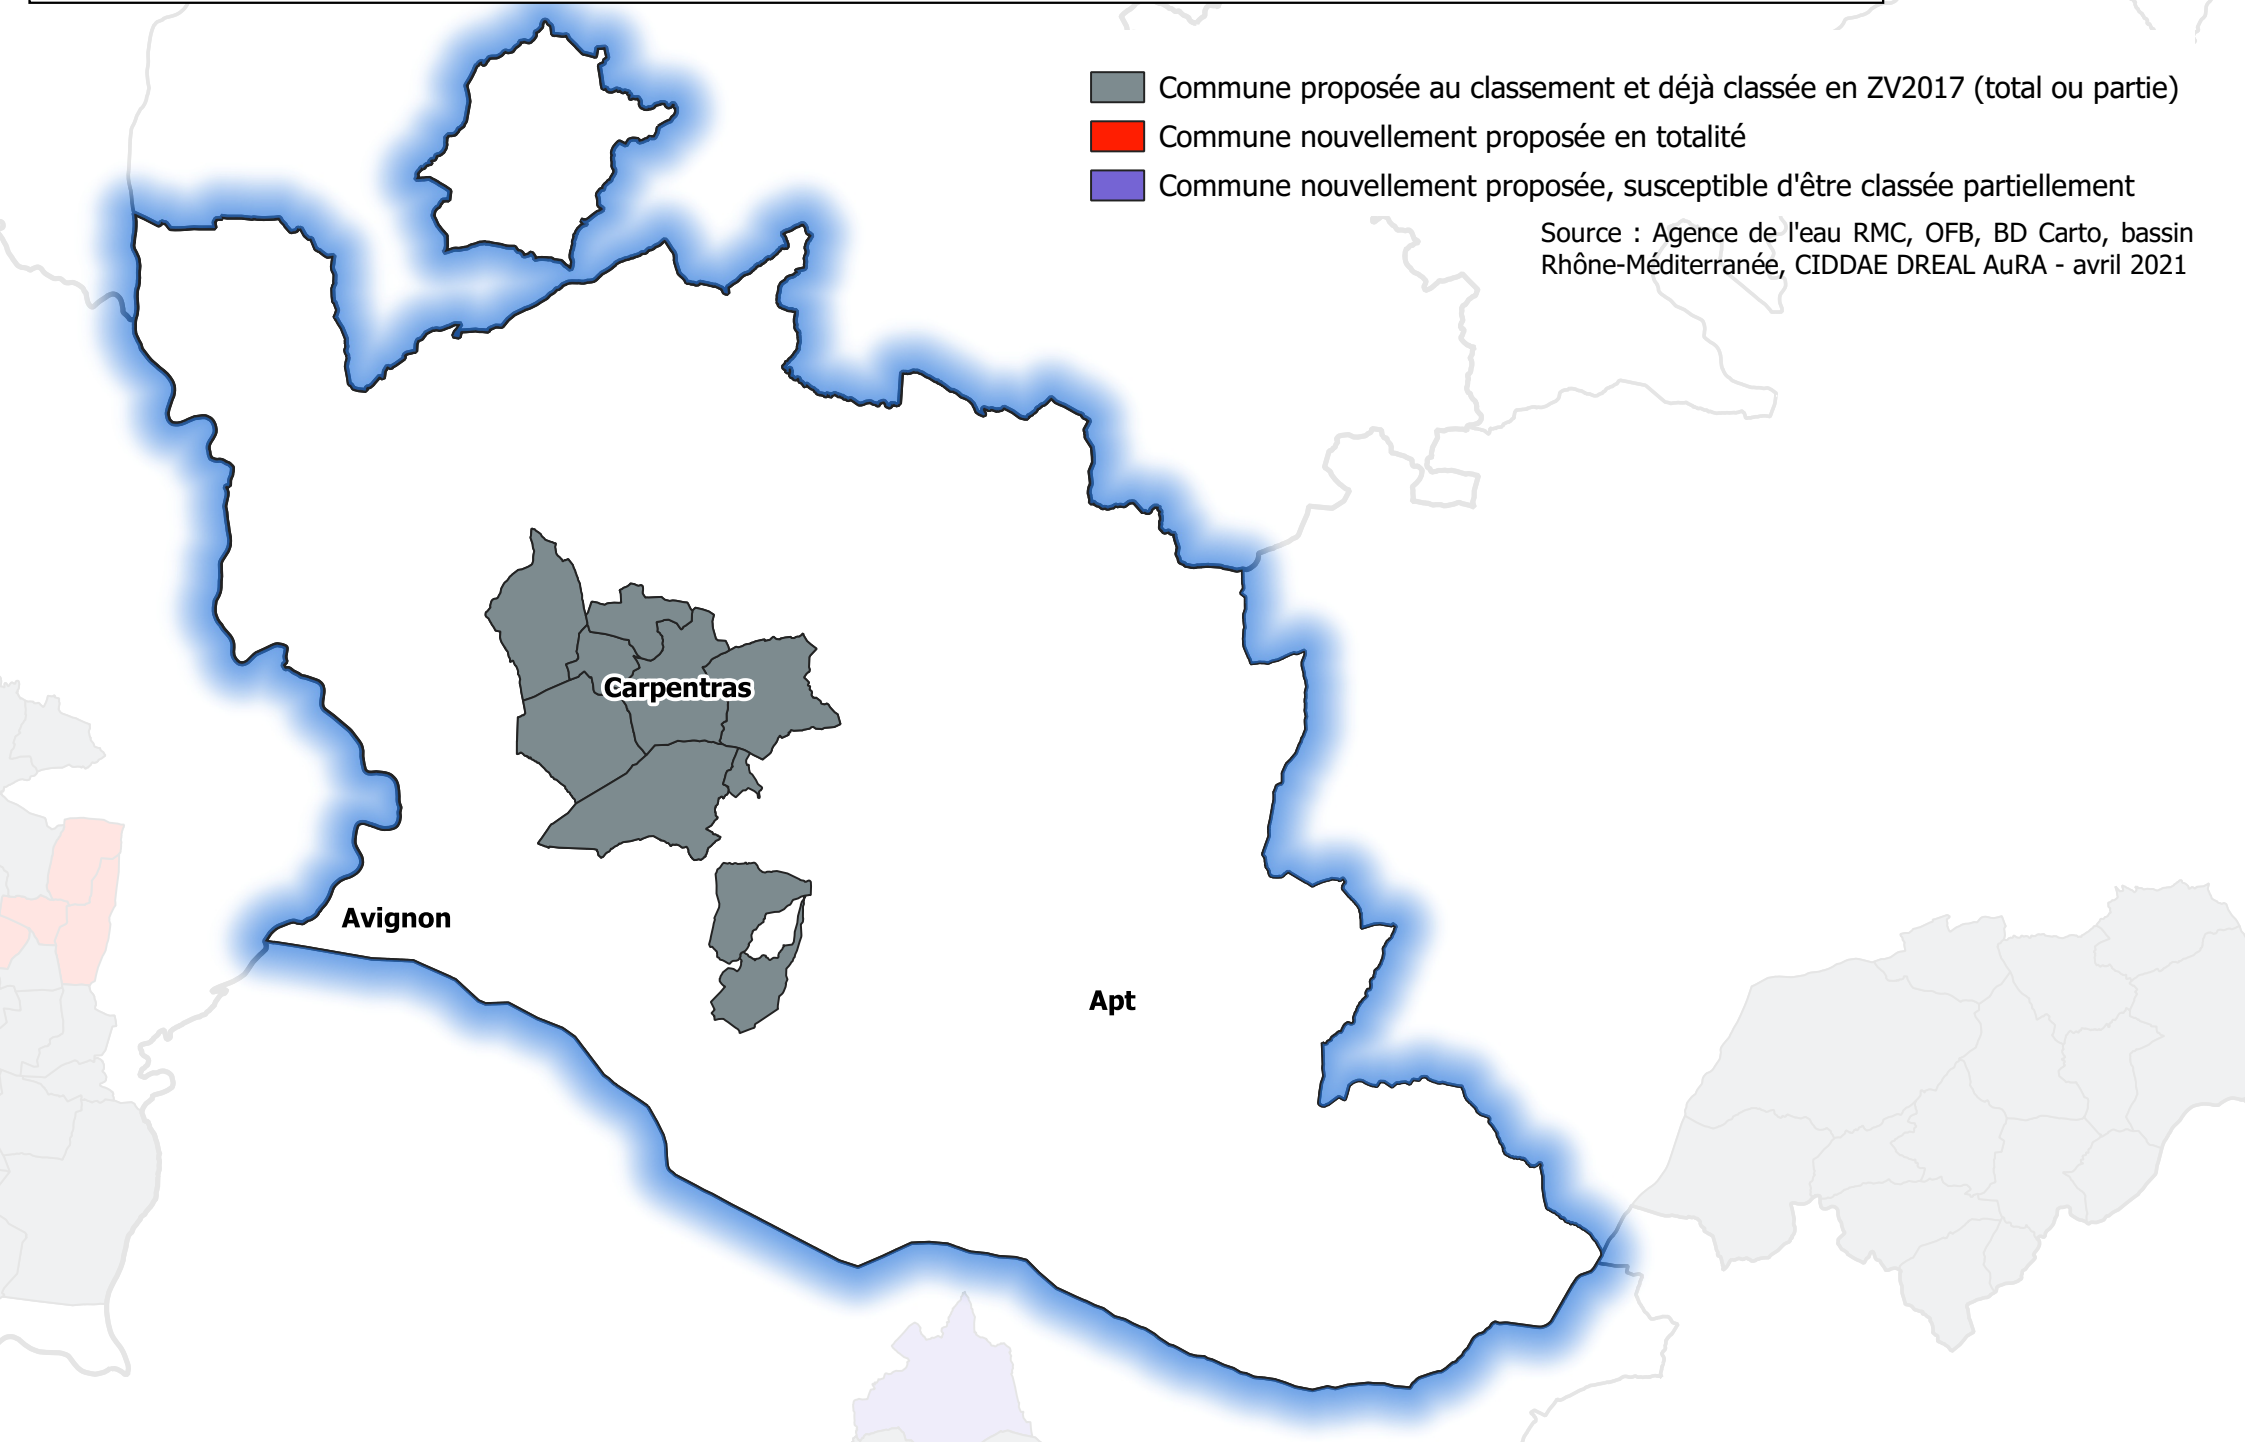 Commune proposée au classement et déjà classée en ZV2017 (total ou partie)
Commune nouvellement proposée en totalité
Commune nouvellement proposée, susceptible d'être classée partiellement
Source : Agence de l'eau RMC, OFB, BD Carto, bassin
Rhône-Méditerranée, CIDDAE DREAL AuRA - avril 2021
Carpentras
Avignon
Apt